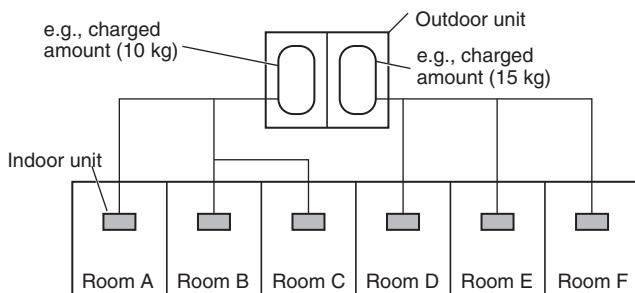 e.g., charged
amount (10 kg)
Outdoor unit
e.g., charged
amount (15 kg)
Indoor unit
Room A
Room B
Room C
Room D
Room E
Room F